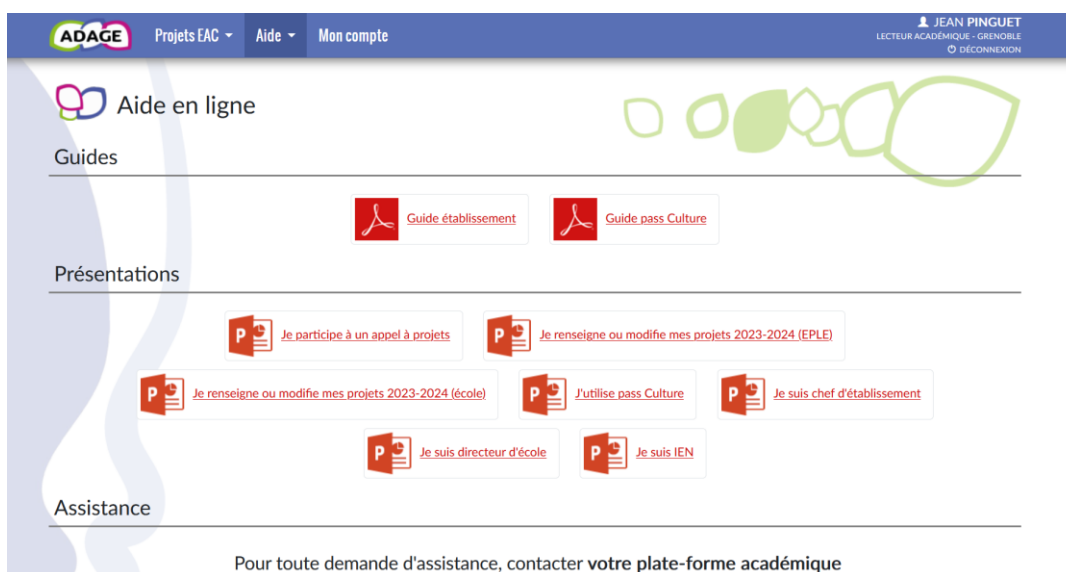 ADAGE Projets EAC Aide Mon compte
JEAN PINGUET
LECTEUR ACADÉMIQUE - GRENOBLE
DÉCONNEXION
Aide en ligne
Guides
Guide établissement Guide pass Culture
Présentations
Je participe à un appel à projets Je renseigne ou modifie mes projets 2023-2024 (EPLE)
Je renseigne ou modifie mes projets 2023-2024 (école) J'utilise pass Culture Je suis chef d'établissement
Je suis directeur d'école Je suis IEN
Assistance
Pour toute demande d'assistance, contacter votre plate-forme académique